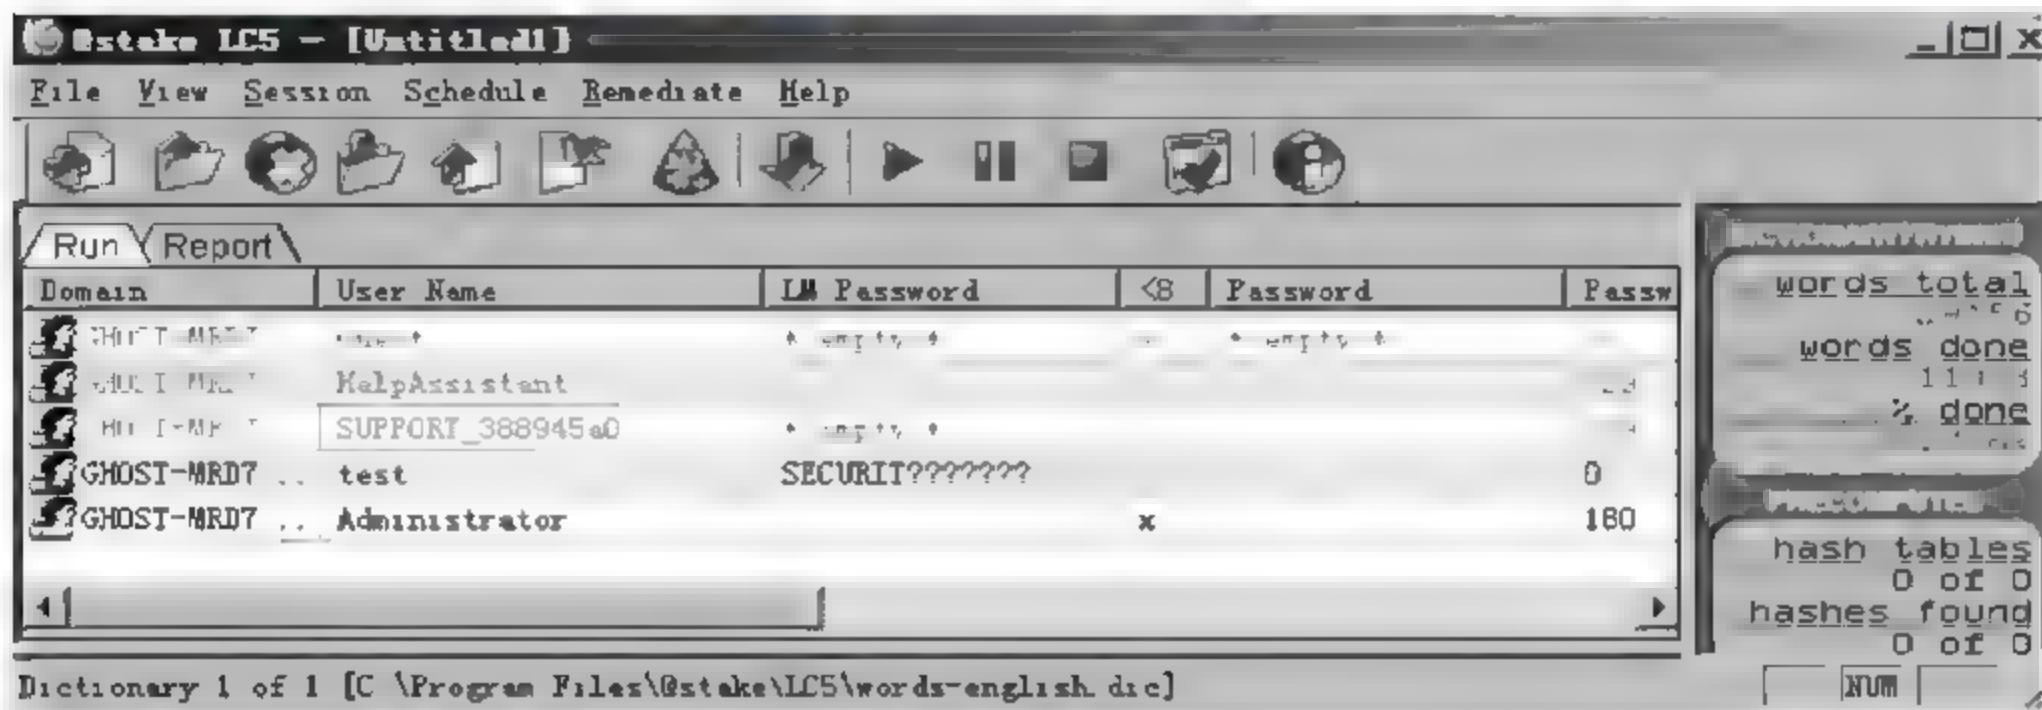 @stake LC5 - [Untitled1]
File View Session Schedule Remediate Help
Run Report
Domain User Name LM Password <8 Password Passw
* empty * * empty *
HelpAssistant
SUPPORT_388945a0 * empty *
GHOST-MRD7 .. test SECURIT??????? 0
GHOST-MRD7 .. Administrator x 180
words total
words done
% done
hash tables
0 of 0
hashes found
0 of 0
Dictionary 1 of 1 [C \Program Files\@stake\LC5\words-english.dic] NUM